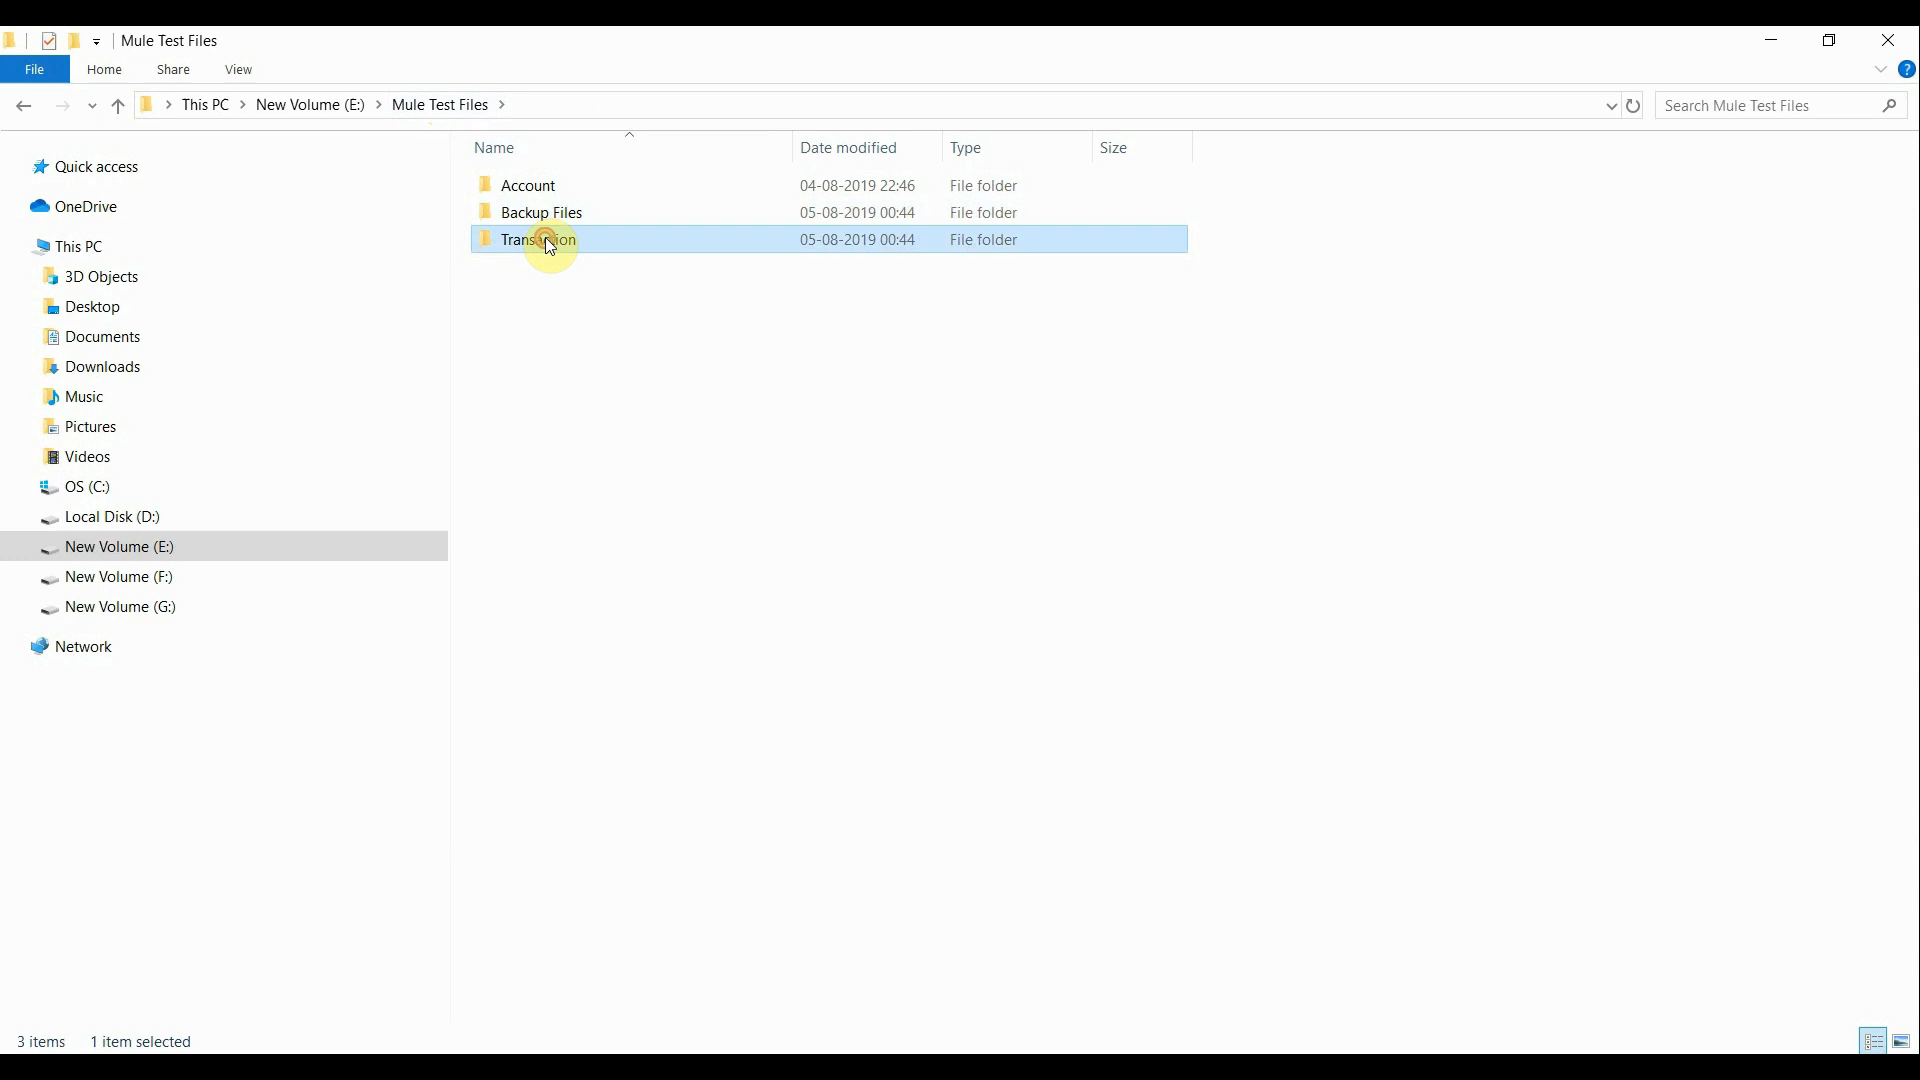 Mule Test Files
File Home Share View
This PC New Volume (E:) Mule Test Files
Search Mule Test Files
Name Date modified Type Size
Quick access
OneDrive
This PC
3D Objects
Desktop
Documents
Downloads
Music
Pictures
Videos
OS (C:)
Local Disk (D:)
New Volume (E:)
New Volume (F:)
New Volume (G:)
Network
Account 04-08-2019 22:46 File folder
Backup Files 05-08-2019 00:44 File folder
Transaction 05-08-2019 00:44 File folder
3 items 1 item selected